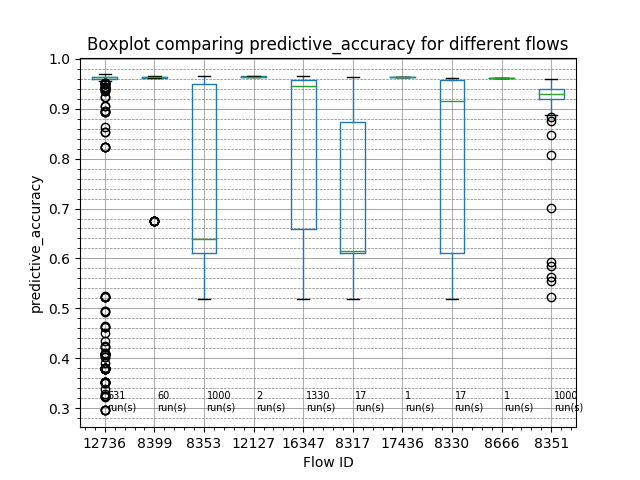 Boxplot comparing predictive_accuracy for different flows
predictive_accuracy
1.0
0.9
0.8
0.7
0.6
0.5
0.4
0.3
631 run(s)
60 run(s)
1000 run(s)
2 run(s)
1330 run(s)
17 run(s)
1 run(s)
17 run(s)
1 run(s)
1000 run(s)
12736 8399 8353 12127 16347 8317 17436 8330 8666 8351
Flow ID